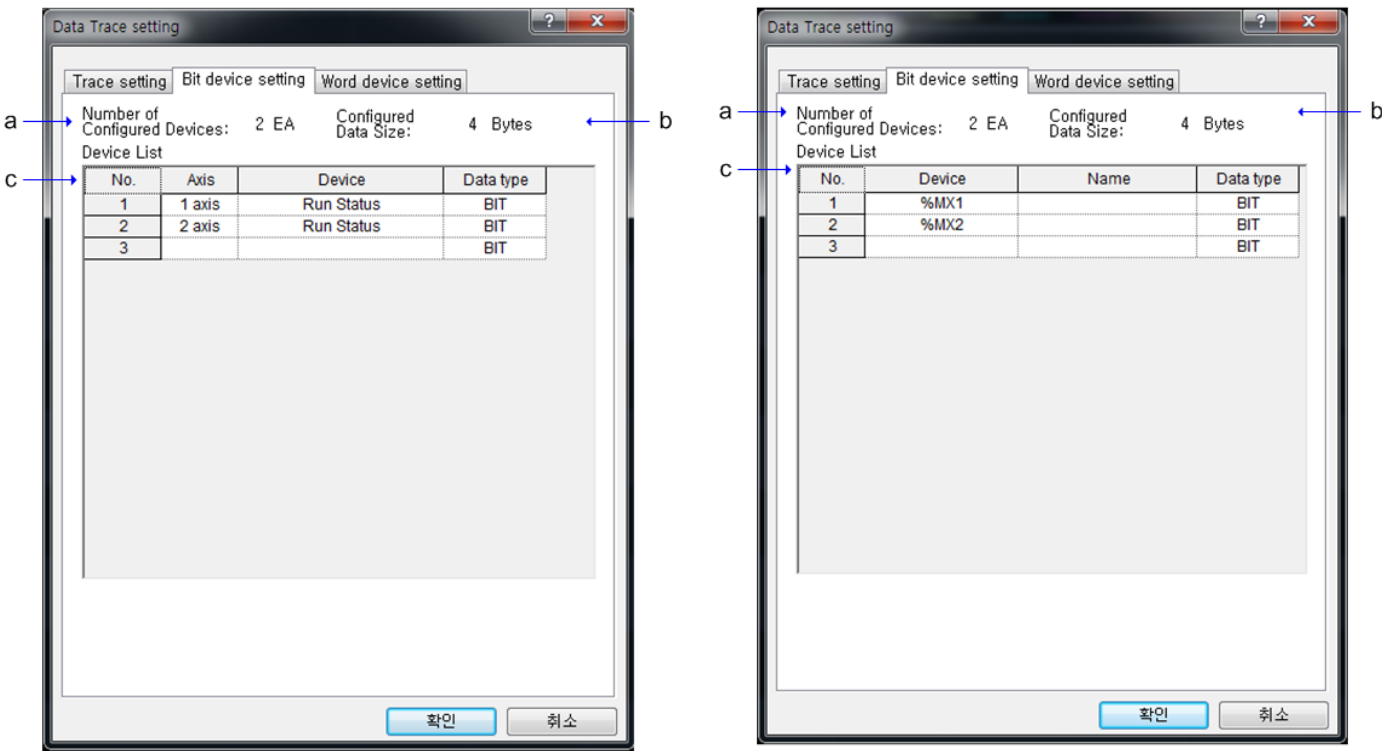 Data Trace setting
?
X
Trace setting
Bit device setting
Word device setting
a
Number of
Configured Devices:
2 EA
Configured
Data Size:
4 Bytes
b
Device List
c
No. Axis Device Data type
1 1 axis Run Status BIT
2 2 axis Run Status BIT
3 BIT
확인
취소
Data Trace setting
?
X
Trace setting
Bit device setting
Word device setting
a
Number of
Configured Devices:
2 EA
Configured
Data Size:
4 Bytes
b
Device List
c
No. Device Name Data type
1 %MX1 BIT
2 %MX2 BIT
3 BIT
확인
취소